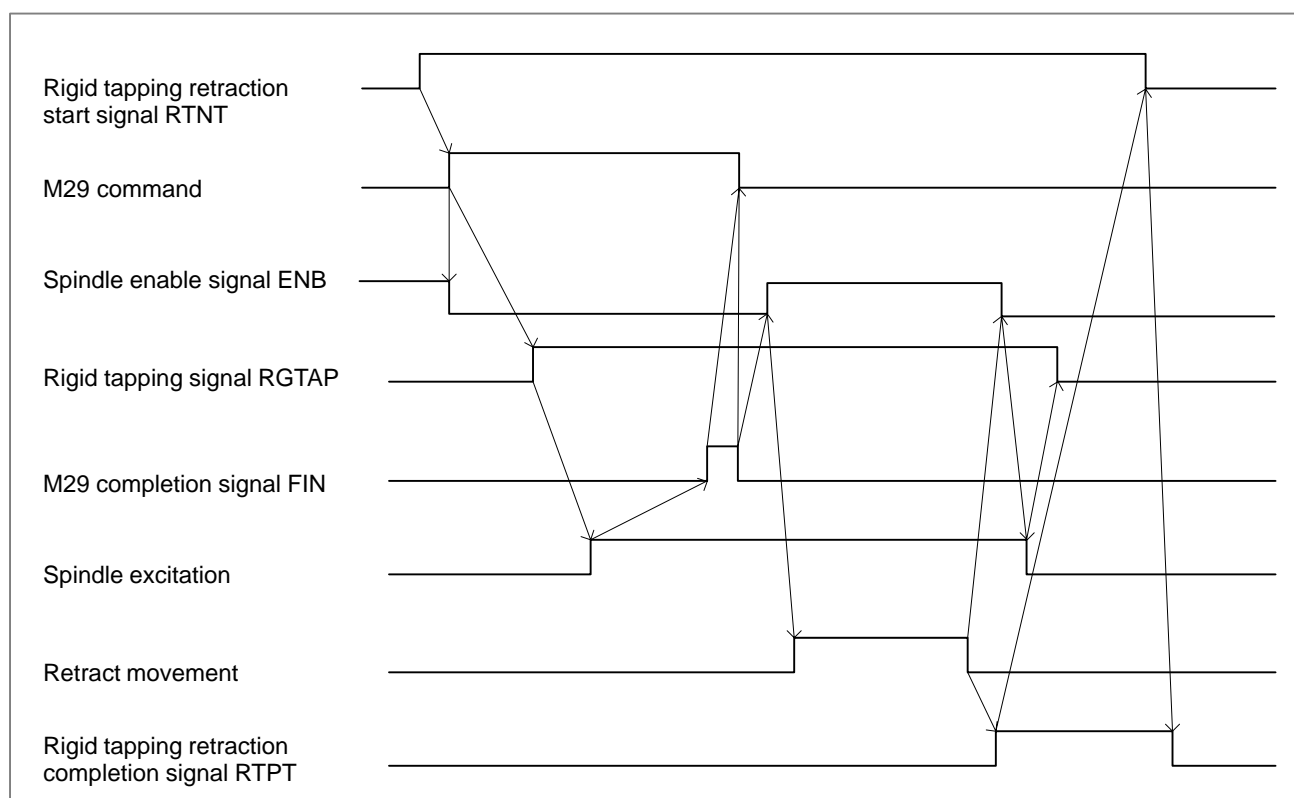 Rigid tapping retraction
start signal RTNT
M29 command
Spindle enable signal ENB
Rigid tapping signal RGTAP
M29 completion signal FIN
Spindle excitation
Retract movement
Rigid tapping retraction
completion signal RTPT